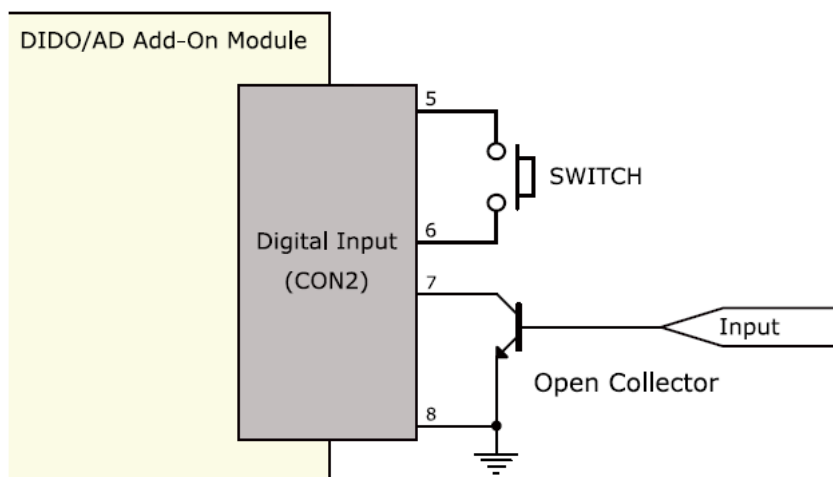 DIDO/AD Add-On Module
5
SWITCH
6
Digital Input
(CON2)
7
Input
Open Collector
8